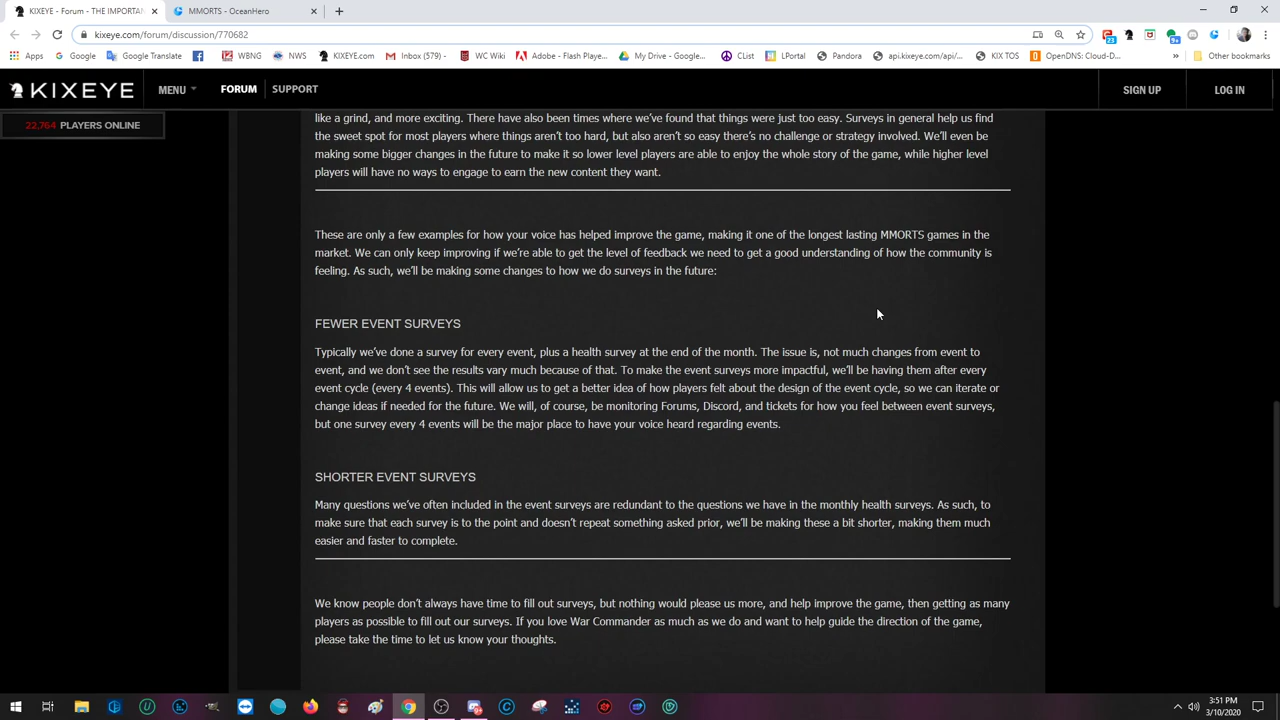 KIXEYE - Forum - THE IMPORTAN
MMORTS - OceanHero
kixeye.com/forum/discussion/770682
Apps
Google
Google Translate
WBNG
NWS
KIXEYE.com
Inbox (579) -
WC Wiki
Adobe - Flash Playe...
My Drive - Google...
CList
LPortal
Pandora
api.kixeye.com/api/...
KIX TOS
OpenDNS: Cloud-D...
»
Other bookmarks
KIXEYE
MENU
FORUM
SUPPORT
SIGN UP
LOG IN
22,764 PLAYERS ONLINE
like a grind, and more exciting. There have also been times where we've found that things were just too easy. Surveys in general help us find
the sweet spot for most players where things aren't too hard, but also aren't so easy there's no challenge or strategy involved. We'll even be
making some bigger changes in the future to make it so lower level players are able to enjoy the whole story of the game, while higher level
players will have no ways to engage to earn the new content they want.
These are only a few examples for how your voice has helped improve the game, making it one of the longest lasting MMORTS games in the
market. We can only keep improving if we're able to get the level of feedback we need to get a good understanding of how the community is
feeling. As such, we'll be making some changes to how we do surveys in the future:
FEWER EVENT SURVEYS
Typically we've done a survey for every event, plus a health survey at the end of the month. The issue is, not much changes from event to
event, and we don't see the results vary much because of that. To make the event surveys more impactful, we'll be having them after every
event cycle (every 4 events). This will allow us to get a better idea of how players felt about the design of the event cycle, so we can iterate or
change ideas if needed for the future. We will, of course, be monitoring Forums, Discord, and tickets for how you feel between event surveys,
but one survey every 4 events will be the major place to have your voice heard regarding events.
SHORTER EVENT SURVEYS
Many questions we've often included in the event surveys are redundant to the questions we have in the monthly health surveys. As such, to
make sure that each survey is to the point and doesn't repeat something asked prior, we'll be making these a bit shorter, making them much
easier and faster to complete.
We know people don't always have time to fill out surveys, but nothing would please us more, and help improve the game, then getting as many
players as possible to fill out our surveys. If you love War Commander as much as we do and want to help guide the direction of the game,
please take the time to let us know your thoughts.
3:51 PM
3/10/2020